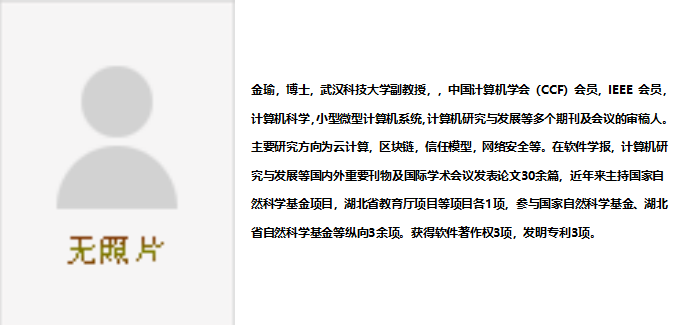 金瑜，博士，武汉科技大学副教授，，中国计算机学会（CCF）会员，IEEE 会员，
计算机科学，小型微型计算机系统，计算机研究与发展等多个期刊及会议的审稿人。
主要研究方向为云计算，区块链，信任模型，网络安全等。在软件学报，计算机研
究与发展等国内外重要刊物及国际学术会议发表论文30余篇，近年来主持国家自
然科学基金项目，湖北省教育厅项目等项目各1项，参与国家自然科学基金、湖北
省自然科学基金等纵向3余项。获得软件著作权3项，发明专利3项。
无照片